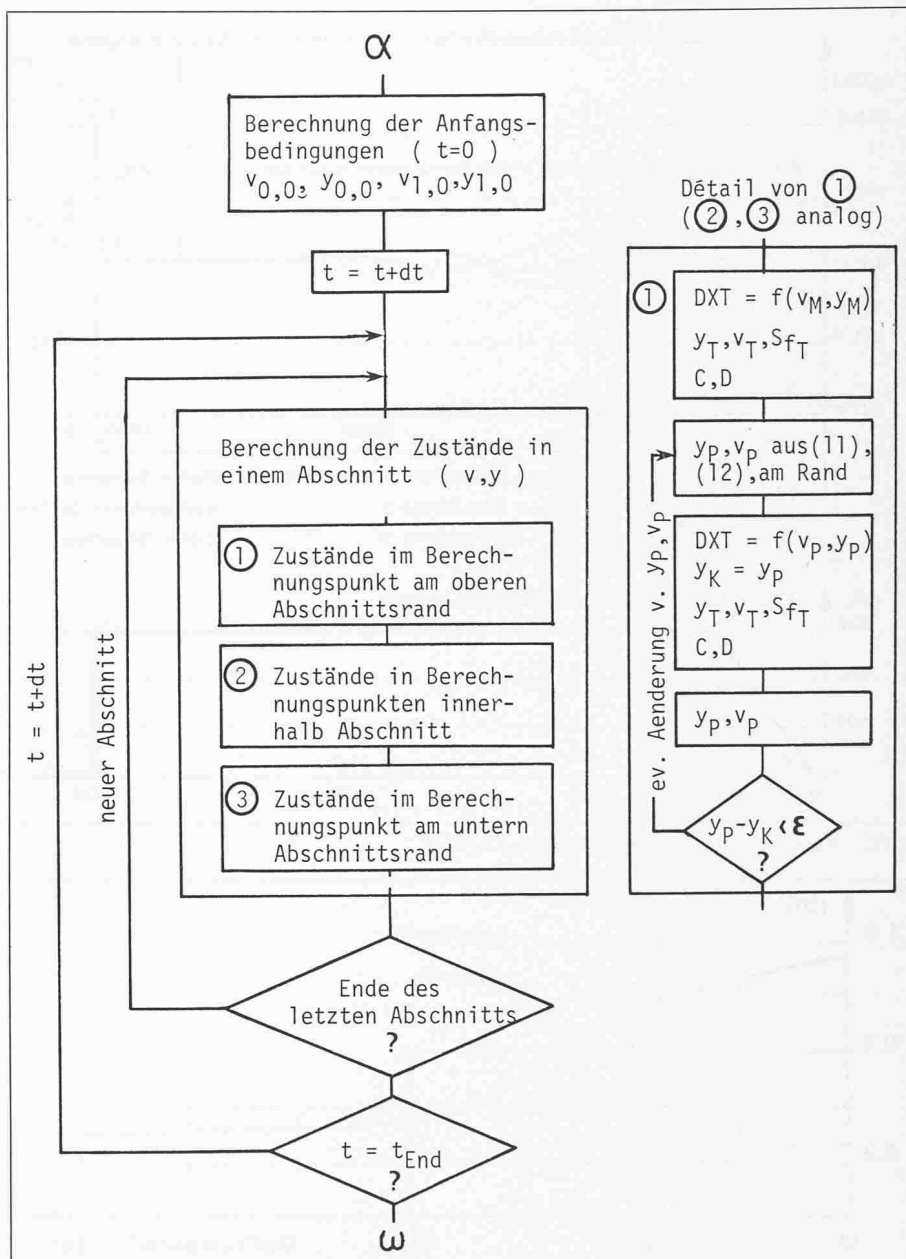 α
Berechnung der Anfangs-
bedingungen ( t=0 )
v0,0, y0,0, v1,0,y1,0
t = t+dt
Berechnung der Zustände in
einem Abschnitt ( v,y )
1 Zustände im Berech-
nungspunkt am oberen
Abschnittsrand
2 Zustände in Berech-
nungspunkten inner-
halb Abschnitt
3 Zustände im Berech-
nungspunkt am untern
Abschnittsrand
Ende des
letzten Abschnitts
?
t = tEnd
?
ω
t = t+dt
neuer Abschnitt
Détail von 1
(2,3 analog)
1 DXT = f(vM,yM)
yT,vT,SfT
C,D
yP,vP aus(11),
(12),am Rand
DXT = f(vP,yP)
yK = yP
yT,vT,SfT
C,D
yP,vP
yP-yK<ε
?
ev. Aenderung v. yP,vP